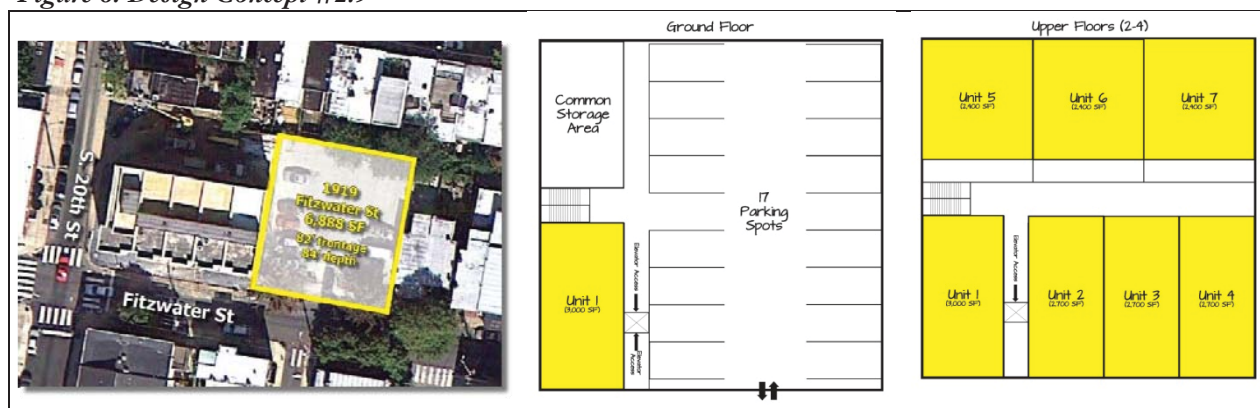 Figure 8: Design Concept #2.9
S. 20th St
1919
Fitzwater St
6,888 SF
82' frontage
84' depth
Fitzwater St
Ground Floor
Common
Storage
Area
17
Parking
Spots
Elevator Access
Unit 1
(3,000 SF)
Elevator
Access
Upper Floors (2-4)
Unit 5
(2,400 SF)
Unit 6
(2,400 SF)
Unit 7
(2,400 SF)
Elevator Access
Unit 1
(3,000 SF)
Unit 2
(2,700 SF)
Unit 3
(2,700 SF)
Unit 4
(2,700 SF)